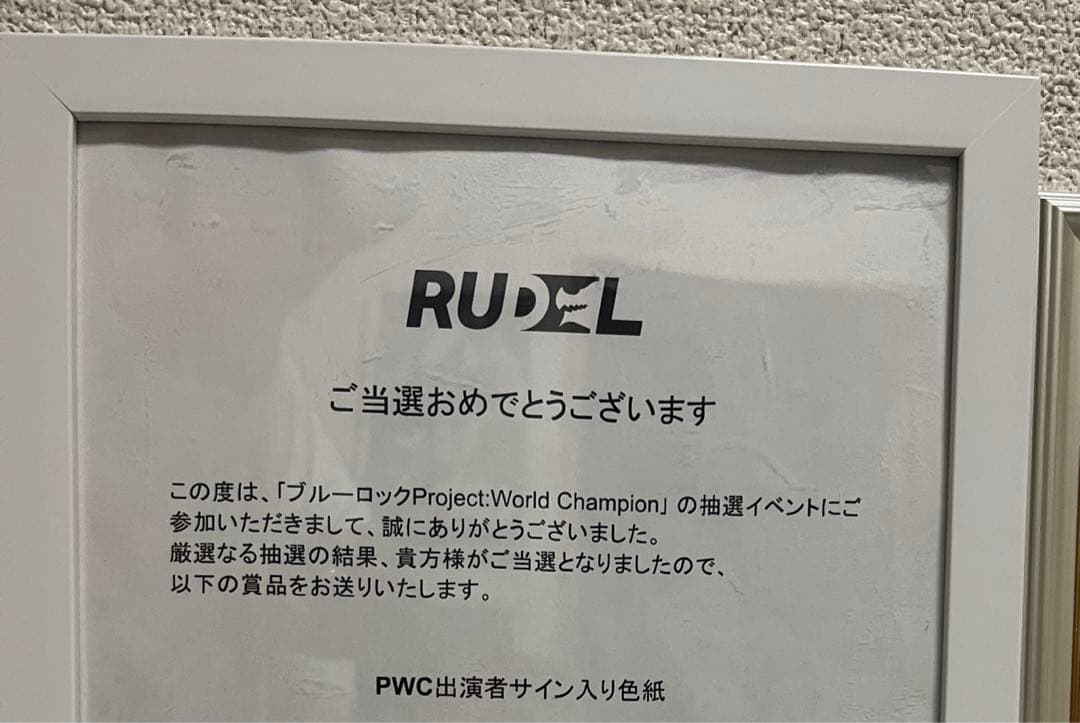 RUDEL
ご当選おめでとうございます
この度は、「ブルーロックProject:World Champion」の抽選イベントにご
参加いただきまして、誠にありがとうございました。
厳選なる抽選の結果、貴方様がご当選となりましたので、
以下の賞品をお送りいたします。
PWC出演者サイン入り色紙